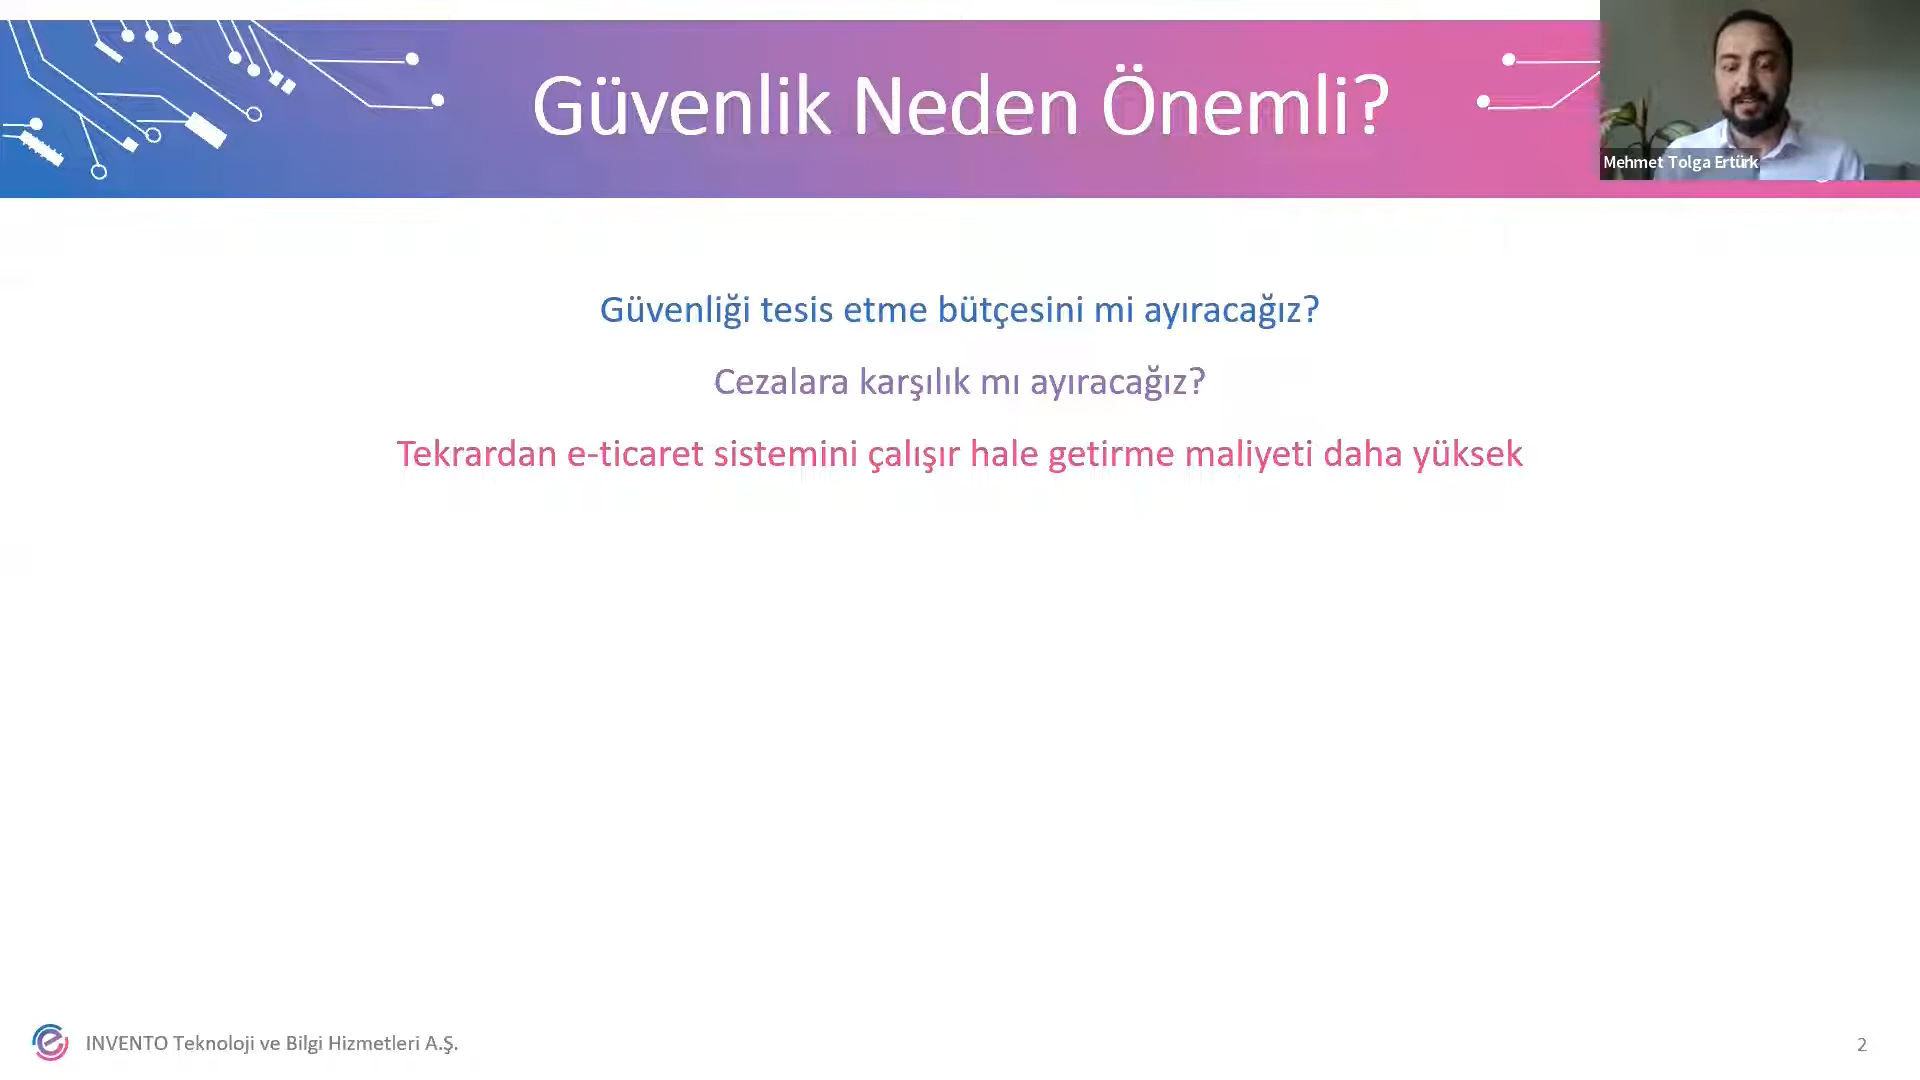 Güvenlik Neden Önemli?
Mehmet Tolga Ertürk
Güvenliği tesis etme bütçesini mi ayıracağız?
Cezalara karşılık mı ayıracağız?
Tekrardan e-ticaret sistemini çalışır hale getirme maliyeti daha yüksek
INVENTO Teknoloji ve Bilgi Hizmetleri A.Ş.
2